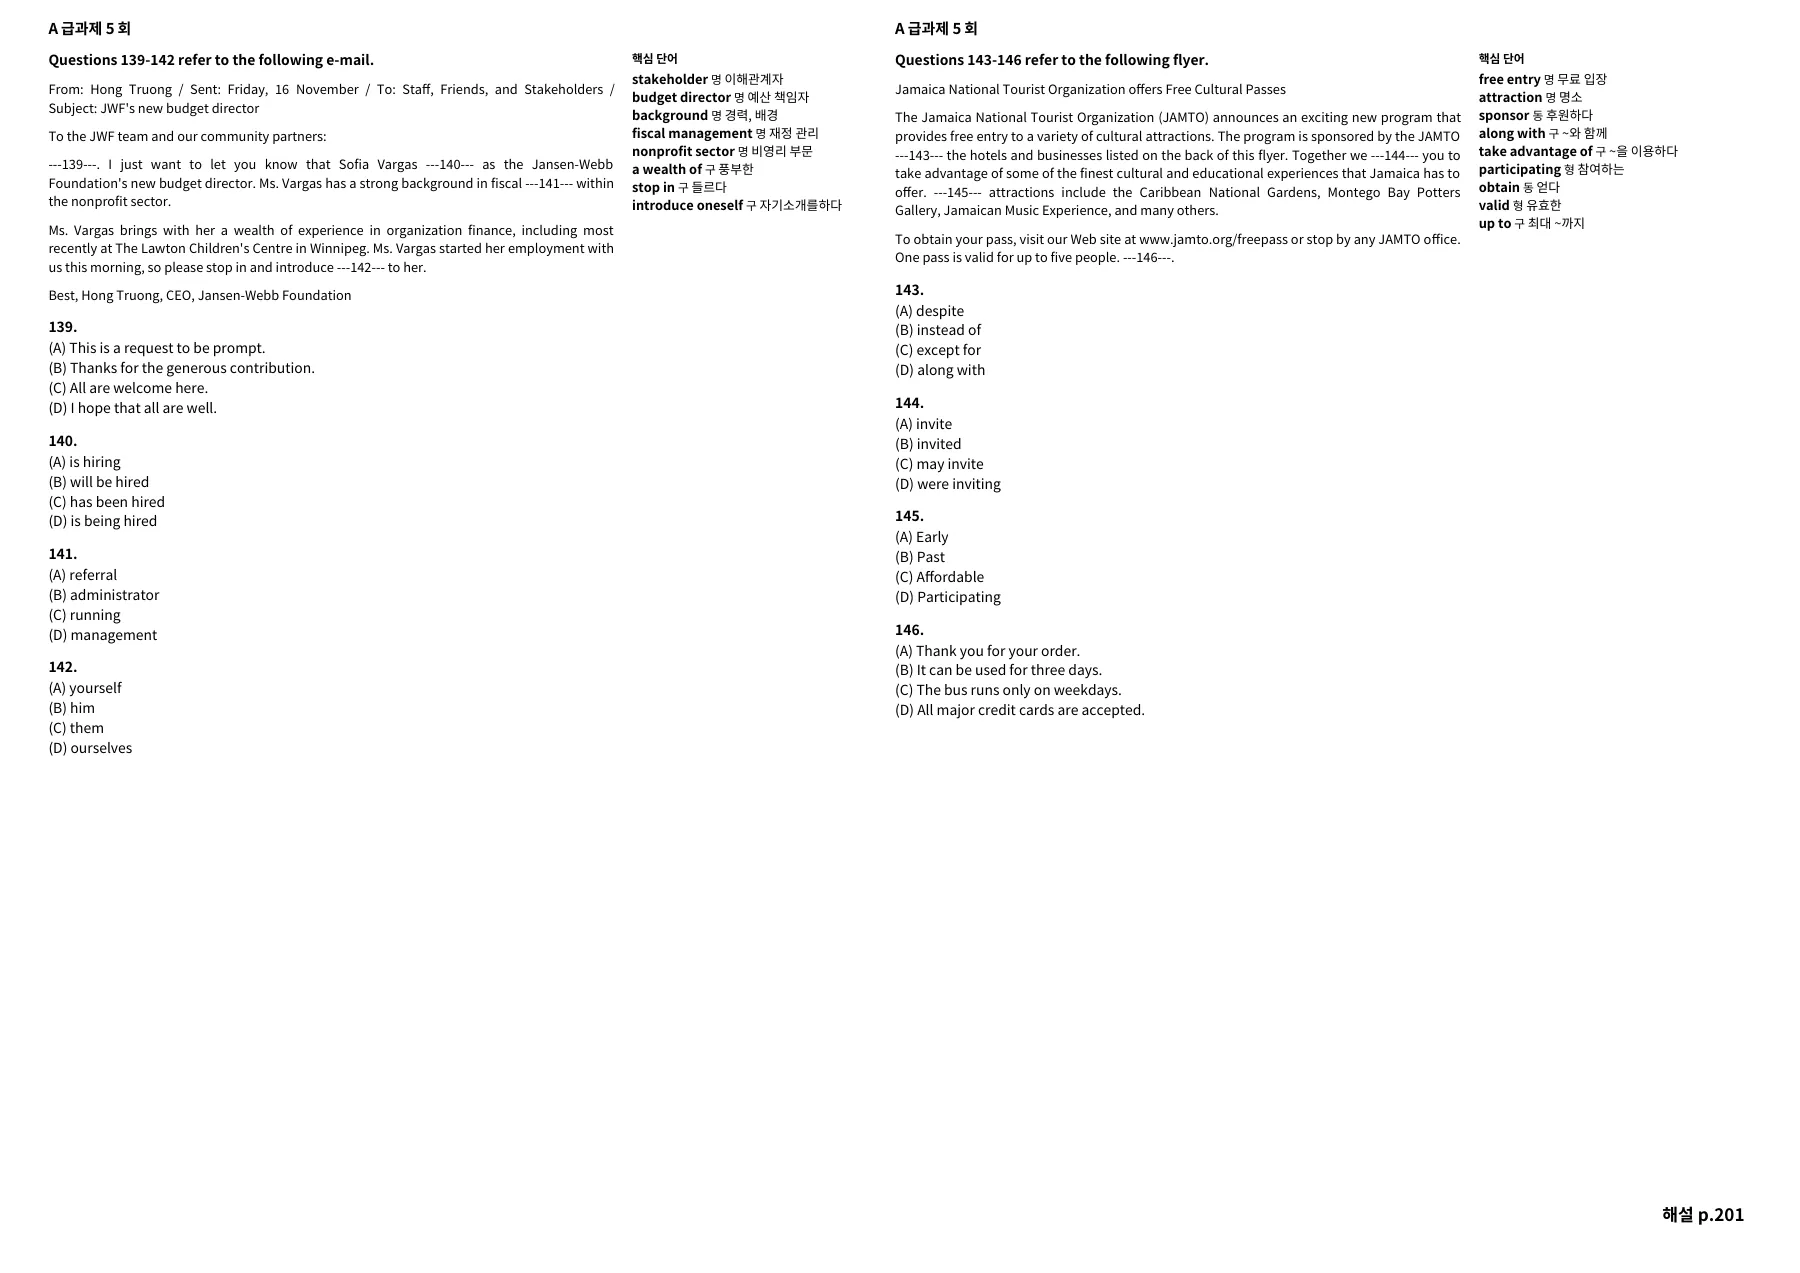 A 급과제 5 회
Questions 139-142 refer to the following e-mail.
From: Hong Truong / Sent: Friday, 16 November / To: Staff, Friends, and Stakeholders /
Subject: JWF's new budget director
To the JWF team and our community partners:
---139---. I just want to let you know that Sofia Vargas ---140--- as the Jansen-Webb
Foundation's new budget director. Ms. Vargas has a strong background in fiscal ---141--- within
the nonprofit sector.
Ms. Vargas brings with her a wealth of experience in organization finance, including most
recently at The Lawton Children's Centre in Winnipeg. Ms. Vargas started her employment with
us this morning, so please stop in and introduce ---142--- to her.
Best, Hong Truong, CEO, Jansen-Webb Foundation
139.
(A) This is a request to be prompt.
(B) Thanks for the generous contribution.
(C) All are welcome here.
(D) I hope that all are well.
140.
(A) is hiring
(B) will be hired
(C) has been hired
(D) is being hired
141.
(A) referral
(B) administrator
(C) running
(D) management
142.
(A) yourself
(B) him
(C) them
(D) ourselves
핵심 단어
stakeholder 명 이해관계자
budget director 명 예산 책임자
background 명 경력, 배경
fiscal management 명 재정 관리
nonprofit sector 명 비영리 부문
a wealth of 구 풍부한
stop in 구 들르다
introduce oneself 구 자기소개를하다
A 급과제 5 회
Questions 143-146 refer to the following flyer.
Jamaica National Tourist Organization offers Free Cultural Passes
The Jamaica National Tourist Organization (JAMTO) announces an exciting new program that
provides free entry to a variety of cultural attractions. The program is sponsored by the JAMTO
---143--- the hotels and businesses listed on the back of this flyer. Together we ---144--- you to
take advantage of some of the finest cultural and educational experiences that Jamaica has to
offer. ---145--- attractions include the Caribbean National Gardens, Montego Bay Potters
Gallery, Jamaican Music Experience, and many others.
To obtain your pass, visit our Web site at www.jamto.org/freepass or stop by any JAMTO office.
One pass is valid for up to five people. ---146---.
143.
(A) despite
(B) instead of
(C) except for
(D) along with
144.
(A) invite
(B) invited
(C) may invite
(D) were inviting
145.
(A) Early
(B) Past
(C) Affordable
(D) Participating
146.
(A) Thank you for your order.
(B) It can be used for three days.
(C) The bus runs only on weekdays.
(D) All major credit cards are accepted.
핵심 단어
free entry 명 무료 입장
attraction 명 명소
sponsor 동 후원하다
along with 구 ~와 함께
take advantage of 구 ~을 이용하다
participating 형 참여하는
obtain 동 얻다
valid 형 유효한
up to 구 최대 ~까지
해설 p.201